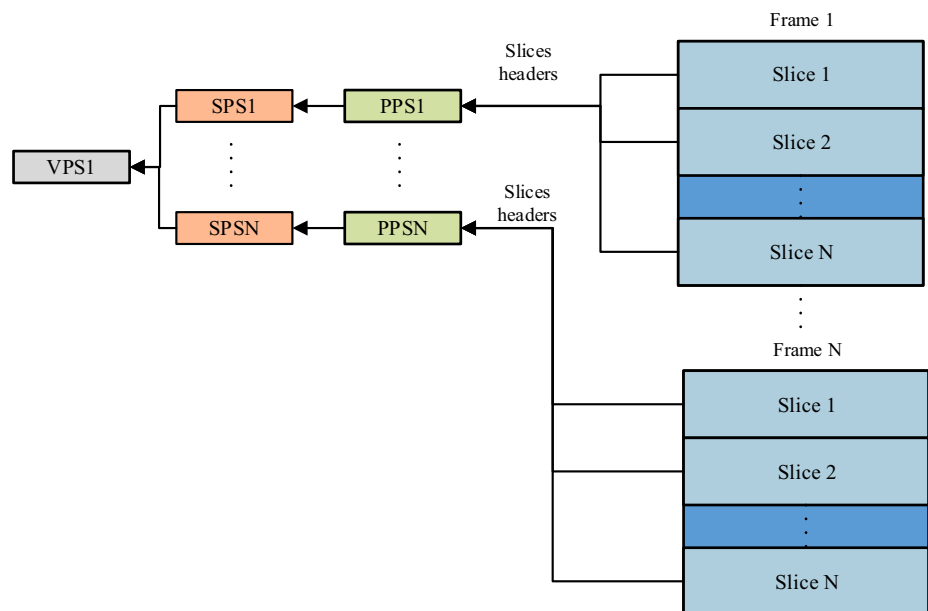 Frame 1
Slices
headers
Slice 1
SPS1
PPS1
Slice 2
VPS1
Slices
headers
SPSN
PPSN
Slice N
Frame N
Slice 1
Slice 2
Slice N